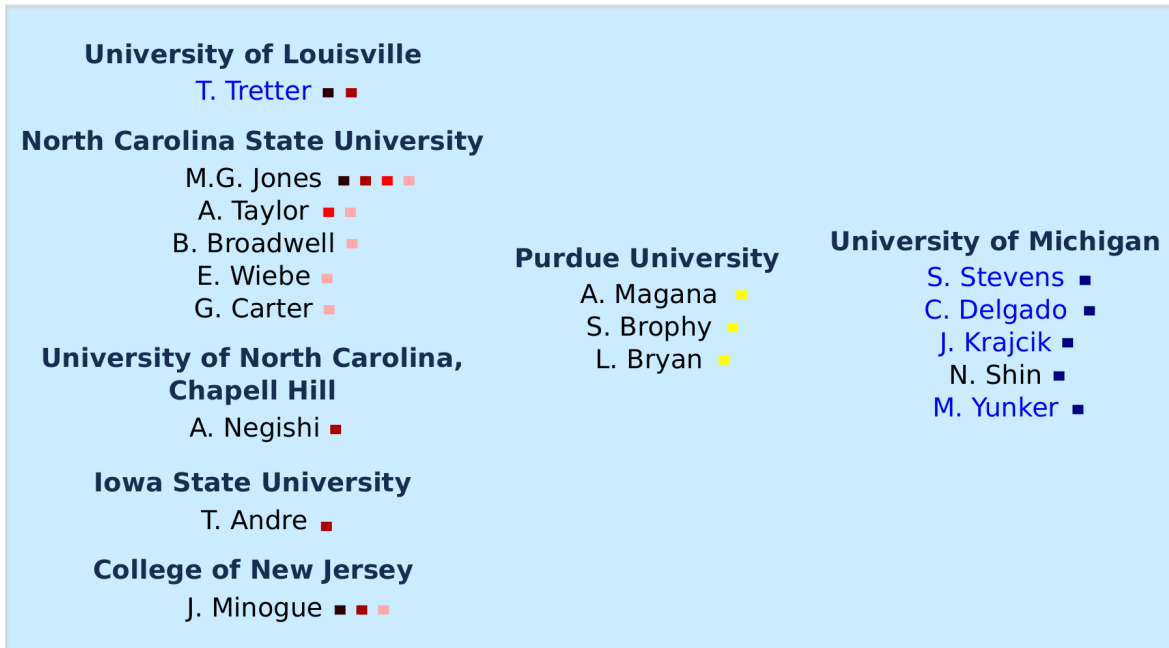 University of Louisville
T. Tretter
North Carolina State University
M.G. Jones
A. Taylor
B. Broadwell
E. Wiebe
G. Carter
University of North Carolina,
Chapell Hill
A. Negishi
Iowa State University
T. Andre
College of New Jersey
J. Minogue
Purdue University
A. Magana
S. Brophy
L. Bryan
University of Michigan
S. Stevens
C. Delgado
J. Krajcik
N. Shin
M. Yunker